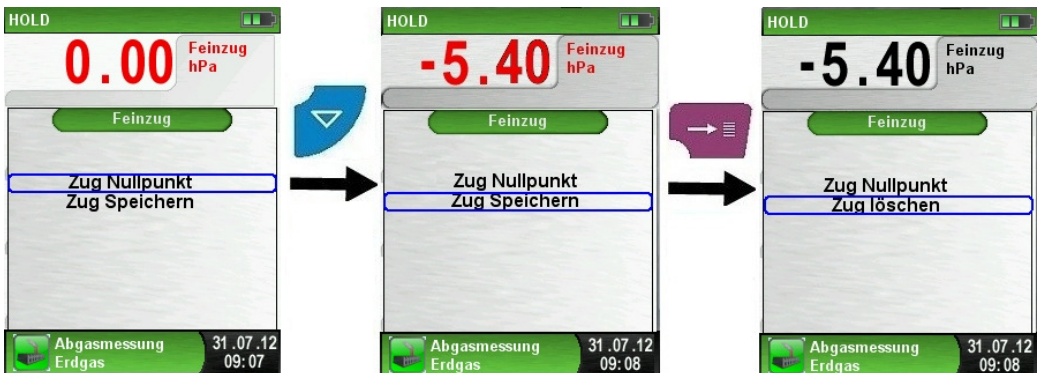 HOLD
0.00
Feinzug
hPa
Feinzug
Zug Nullpunkt
Zug Speichern
Abgasmessung
Erdgas
31.07.12
09:07
HOLD
-5.40
Feinzug
hPa
Feinzug
Zug Nullpunkt
Zug Speichern
Abgasmessung
Erdgas
31.07.12
09:08
HOLD
-5.40
Feinzug
hPa
Feinzug
Zug Nullpunkt
Zug löschen
Abgasmessung
Erdgas
31.07.12
09:08